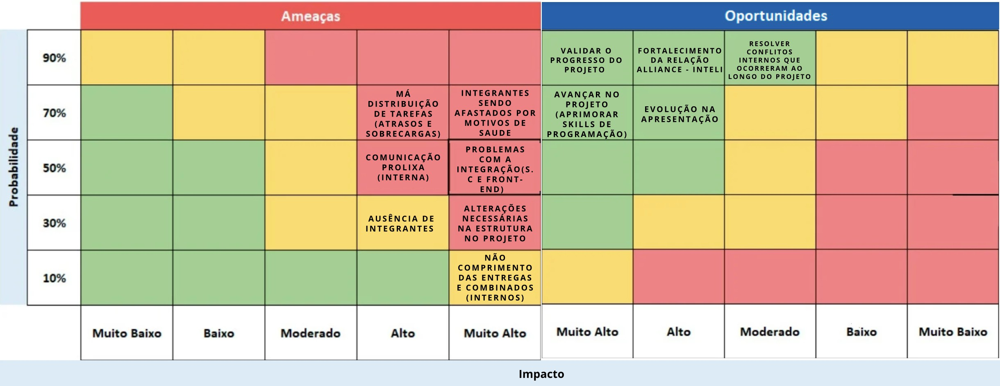 Ameaças
Oportunidades
Probabilidade
90%
VALIDAR O
PROGRESSO DO
PROJETO
FORTALECIMENTO
DA RELAÇÃO
ALLIANCE - INTELI
RESOLVER
CONFLITOS
INTERNOS QUE
OCORRERAM AO
LONGO DO PROJETO
70%
MÁ
DISTRIBUIÇÃO
DE TAREFAS
(ATRASOS E
SOBRECARGAS)
INTEGRANTES
SENDO
AFASTADOS POR
MOTIVOS DE
SAUDE
AVANÇAR NO
PROJETO
(APRIMORAR
SKILLS DE
PROGRAMAÇÃO)
EVOLUÇÃO NA
APRESENTAÇÃO
50%
COMUNICAÇÃO
PROLIXA
(INTERNA)
PROBLEMAS
COM A
INTEGRAÇÃO(S.
C E FRONT-
END)
30%
AUSÊNCIA DE
INTEGRANTES
ALTERAÇÕES
NECESSÁRIAS
NA ESTRUTURA
NO PROJETO
10%
NÃO
COMPRIMENTO
DAS ENTREGAS
E COMBINADOS
(INTERNOS)
Muito Baixo
Baixo
Moderado
Alto
Muito Alto
Muito Alto
Alto
Moderado
Baixo
Muito Baixo
Impacto